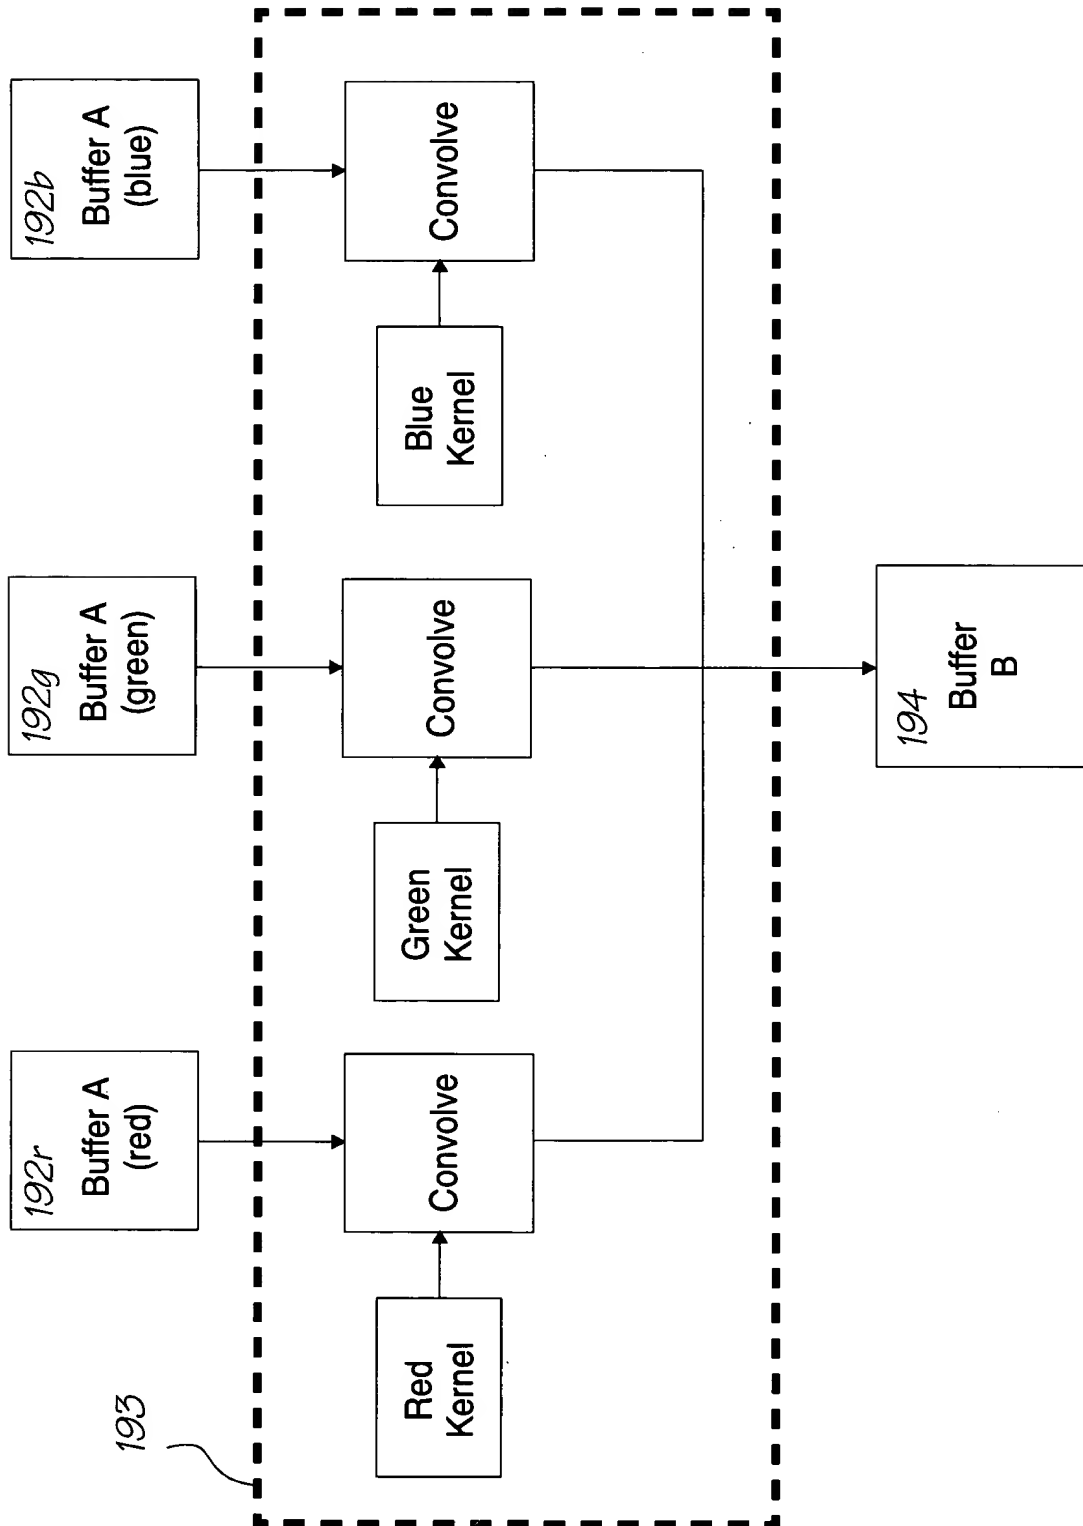 192r
Buffer A
(red)
192g
Buffer A
(green)
192b
Buffer A
(blue)
193
Red
Kernel
Convolve
Green
Kernel
Convolve
Blue
Kernel
Convolve
194
Buffer
B